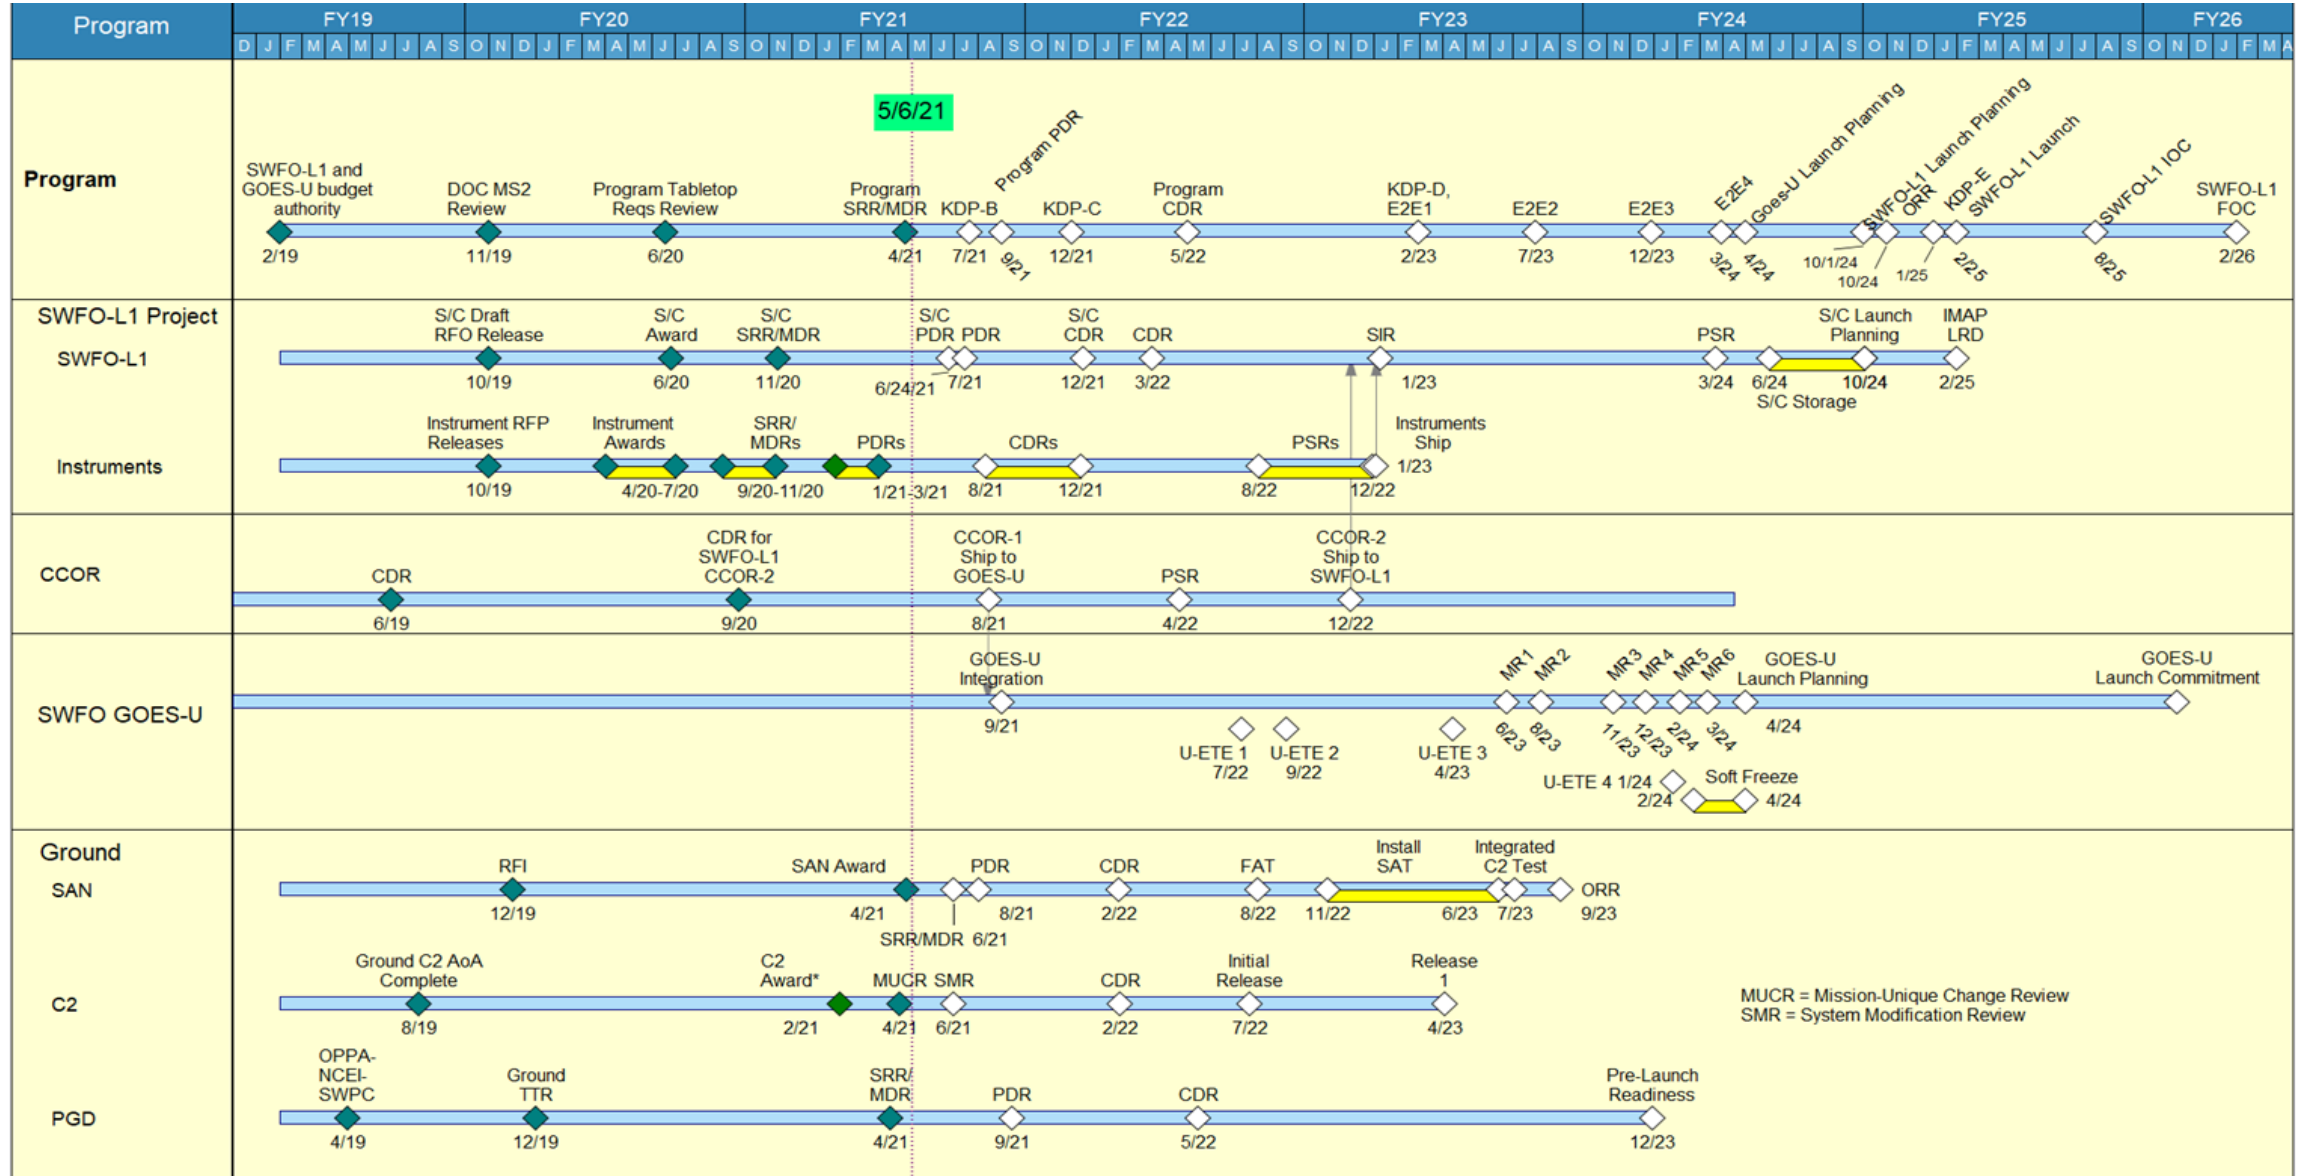 Program
FY19 FY20 FY21 FY22 FY23 FY24 FY25 FY26
D J F M A M J J A S O N D J F M A M J J A S O N D J F M A M J J A S O N D J F M A M J J A S O N D J F M A M J J A S O N D J F M A M J J A S O N D J F M A M J J A S O N D J F M A
5/6/21
Program
SWFO-L1 and
GOES-U budget
authority
2/19
DOC MS2
Review
11/19
Program Tabletop
Reqs Review
6/20
Program
SRR/MDR
4/21
KDP-B
7/21
Program PDR
9/21
KDP-C
12/21
Program
CDR
5/22
KDP-D,
E2E1
2/23
E2E2
7/23
E2E3
12/23
E2E4
3/24
Goes-U Launch Planning
4/24
SWFO-L1 Launch Planning
10/1/24
ORR
10/24
KDP-E
1/25
SWFO-L1 Launch
2/25
SWFO-L1 IOC
8/25
SWFO-L1
FOC
2/26
SWFO-L1 Project
SWFO-L1
S/C Draft
RFO Release
10/19
S/C
Award
6/20
S/C
SRR/MDR
11/20
S/C
PDR
6/24/21
PDR
7/21
S/C
CDR
12/21
CDR
3/22
SIR
1/23
PSR
3/24
6/24
S/C Launch
Planning
10/24
S/C Storage
IMAP
LRD
2/25
Instruments
Instrument RFP
Releases
10/19
Instrument
Awards
4/20-7/20
SRR/
MDRs
9/20-11/20
PDRs
1/21-3/21
CDRs
8/21
12/21
PSRs
8/22
12/22
Instruments
Ship
1/23
CCOR
CDR
6/19
CDR for
SWFO-L1
CCOR-2
9/20
CCOR-1
Ship to
GOES-U
8/21
PSR
4/22
CCOR-2
Ship to
SWFO-L1
12/22
SWFO GOES-U
GOES-U
Integration
9/21
U-ETE 1
7/22
U-ETE 2
9/22
U-ETE 3
4/23
MR1
6/23
MR2
8/23
MR3
11/23
MR4
12/23
MR5
2/24
MR6
3/24
GOES-U
Launch Planning
4/24
GOES-U
Launch Commitment
U-ETE 4 1/24
Soft Freeze
2/24
4/24
Ground
SAN
RFI
12/19
SAN Award
4/21
SRR/MDR 6/21
PDR
8/21
CDR
2/22
FAT
8/22
Install
SAT
11/22
6/23
Integrated
C2 Test
7/23
ORR
9/23
C2
Ground C2 AoA
Complete
8/19
C2
Award*
2/21
MUCR
4/21
SMR
6/21
CDR
2/22
Initial
Release
7/22
Release
1
4/23
MUCR = Mission-Unique Change Review
SMR = System Modification Review
PGD
OPPA-
NCEI-
SWPC
4/19
Ground
TTR
12/19
SRR/
MDR
4/21
PDR
9/21
CDR
5/22
Pre-Launch
Readiness
12/23